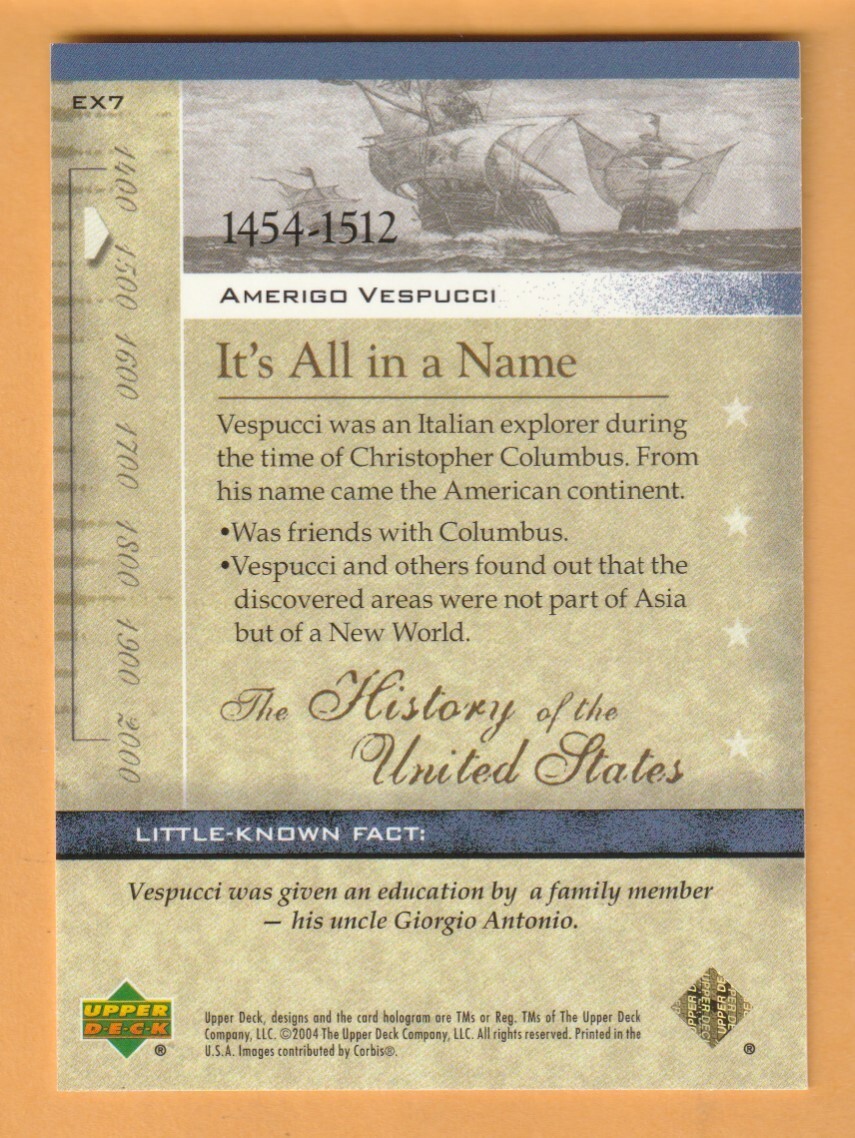 EX7
1400 1500 1600 1700 1800 1900 2000
1454-1512
AMERIGO VESPUCCI
It's All in a Name
Vespucci was an Italian explorer during
the time of Christopher Columbus. From
his name came the American continent.
•Was friends with Columbus.
•Vespucci and others found out that the
discovered areas were not part of Asia
but of a New World.
The History of the
United States
LITTLE-KNOWN FACT:
Vespucci was given an education by a family member
— his uncle Giorgio Antonio.
UPPER
DECK
®
Upper Deck, designs and the card hologram are TMs or Reg. TMs of The Upper Deck
Company, LLC. ©2004 The Upper Deck Company, LLC. All rights reserved. Printed in the
U.S.A. Images contributed by Corbis®.
®